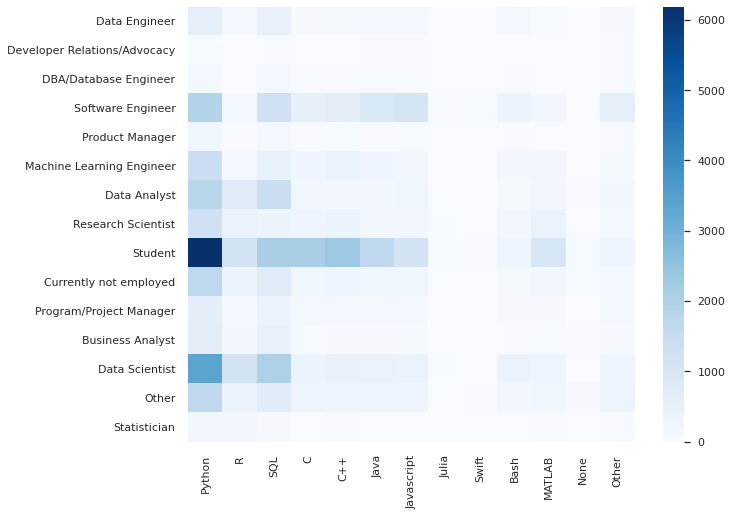 Data Engineer
Developer Relations/Advocacy
DBA/Database Engineer
Software Engineer
Product Manager
Machine Learning Engineer
Data Analyst
Research Scientist
Student
Currently not employed
Program/Project Manager
Business Analyst
Data Scientist
Other
Statistician
Python
R
SQL
C
C++
Java
Javascript
Julia
Swift
Bash
MATLAB
None
Other
6000
5000
4000
3000
2000
1000
0